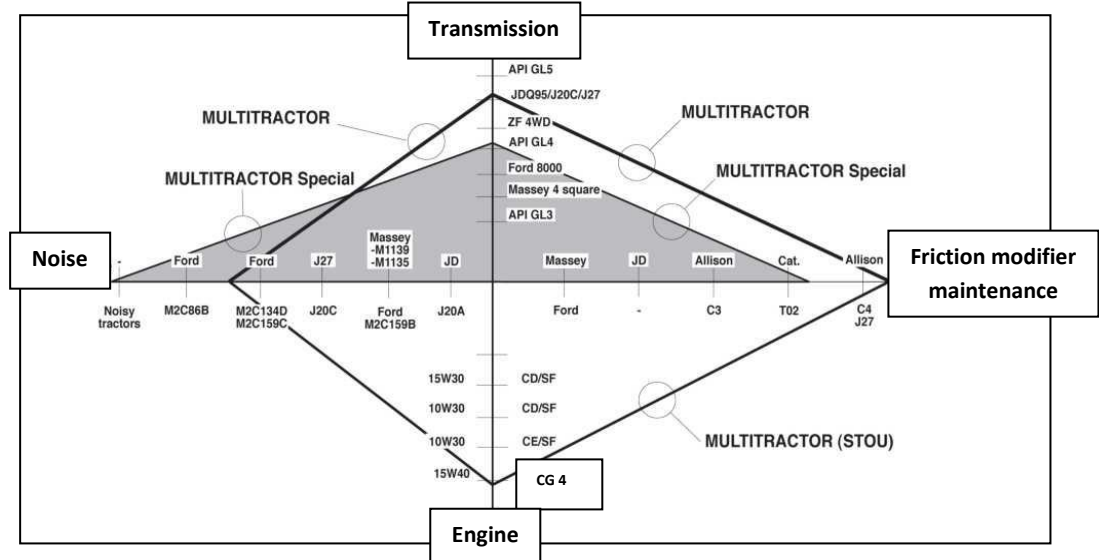 Transmission
API GL5
JDQ95/J20C/J27
MULTITRACTOR
MULTITRACTOR
ZF 4WD
API GL4
Ford 8000
MULTITRACTOR Special
MULTITRACTOR Special
Massey 4 square
API GL3
Noise
-
Ford
Ford
J27
Massey
-M1139
-M1135
JD
Massey
JD
Allison
Cat.
Allison
Friction modifier
maintenance
Noisy
tractors
M2C86B
M2C134D
M2C159C
J20C
Ford
M2C159B
J20A
Ford
-
C3
T02
C4
J27
15W30
CD/SF
10W30
CD/SF
10W30
CE/SF
MULTITRACTOR (STOU)
15W40
CG 4
Engine